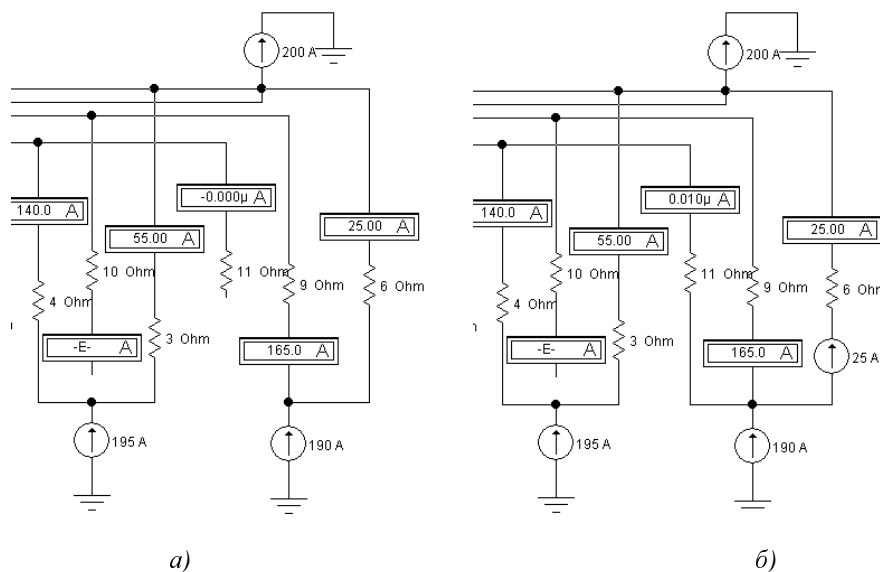 200 A
200 A
140.0 A
-0.000µ A
55.00 A
25.00 A
10 Ohm
11 Ohm
9 Ohm
6 Ohm
4 Ohm
3 Ohm
-E- A
165.0 A
195 A
190 A
140.0 A
0.010µ A
55.00 A
25.00 A
10 Ohm
11 Ohm
9 Ohm
6 Ohm
4 Ohm
3 Ohm
-E- A
165.0 A
25 A
195 A
190 A
а)
б)